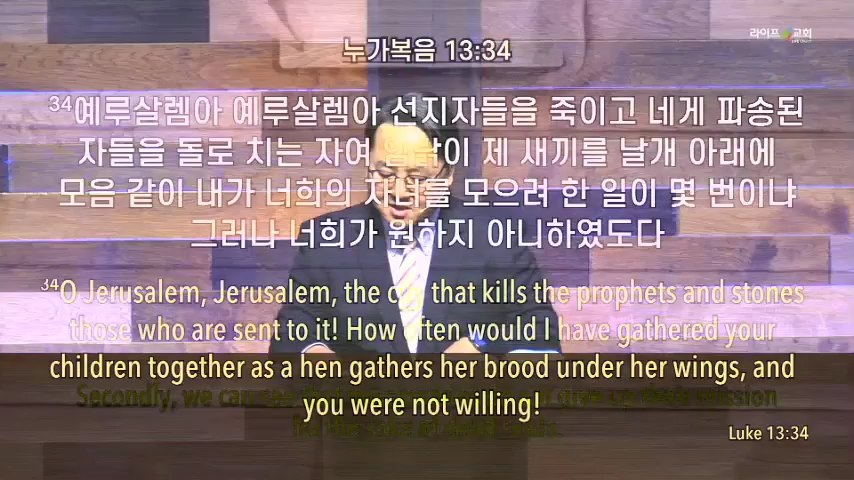 라이프 교회
누가복음 13:34
34예루살렘아 예루살렘아 선지자들을 죽이고 네게 파송된
자들을 돌로 치는 자여 암탉이 제 새끼를 날개 아래에
모음 같이 내가 너희의 자녀를 모으려 한 일이 몇 번이냐
그러나 너희가 원하지 아니하였도다
34O Jerusalem, Jerusalem, the city that kills the prophets and stones
those who are sent to it! How often would I have gathered your
children together as a hen gathers her brood under her wings, and
you were not willing!
Secondly, we can see mission
Luke 13:34